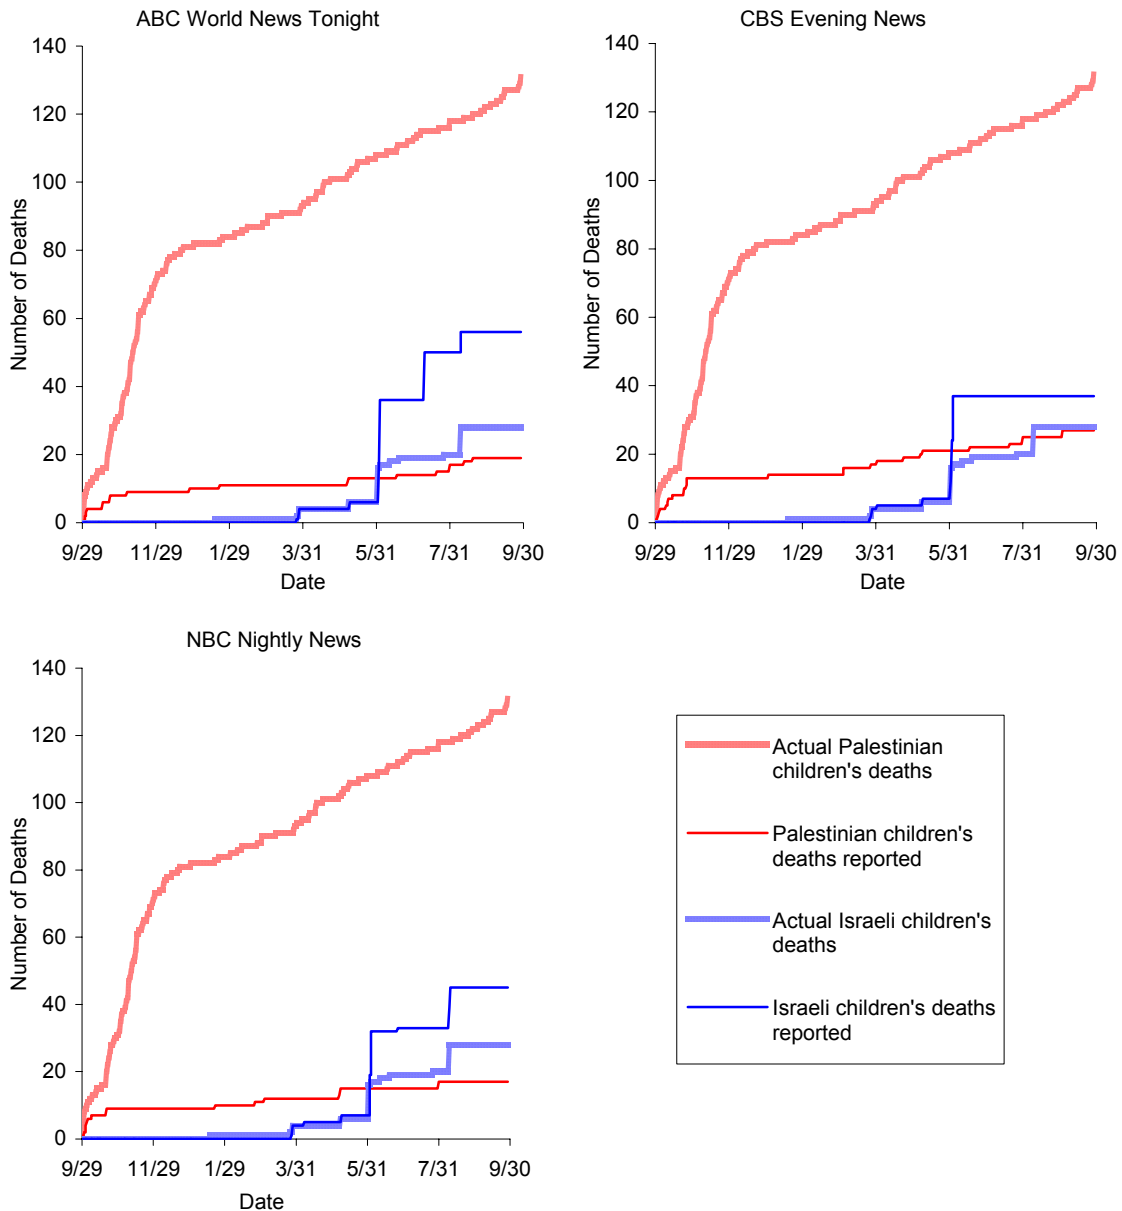 ABC World News Tonight
140
120
100
80
60
40
20
0
Number of Deaths
9/29 11/29 1/29 3/31 5/31 7/31 9/30
Date
CBS Evening News
140
120
100
80
60
40
20
0
Number of Deaths
9/29 11/29 1/29 3/31 5/31 7/31 9/30
Date
NBC Nightly News
140
120
100
80
60
40
20
0
Number of Deaths
9/29 11/29 1/29 3/31 5/31 7/31 9/30
Date
Actual Palestinian
children's deaths
Palestinian children's
deaths reported
Actual Israeli children's
deaths
Israeli children's deaths
reported